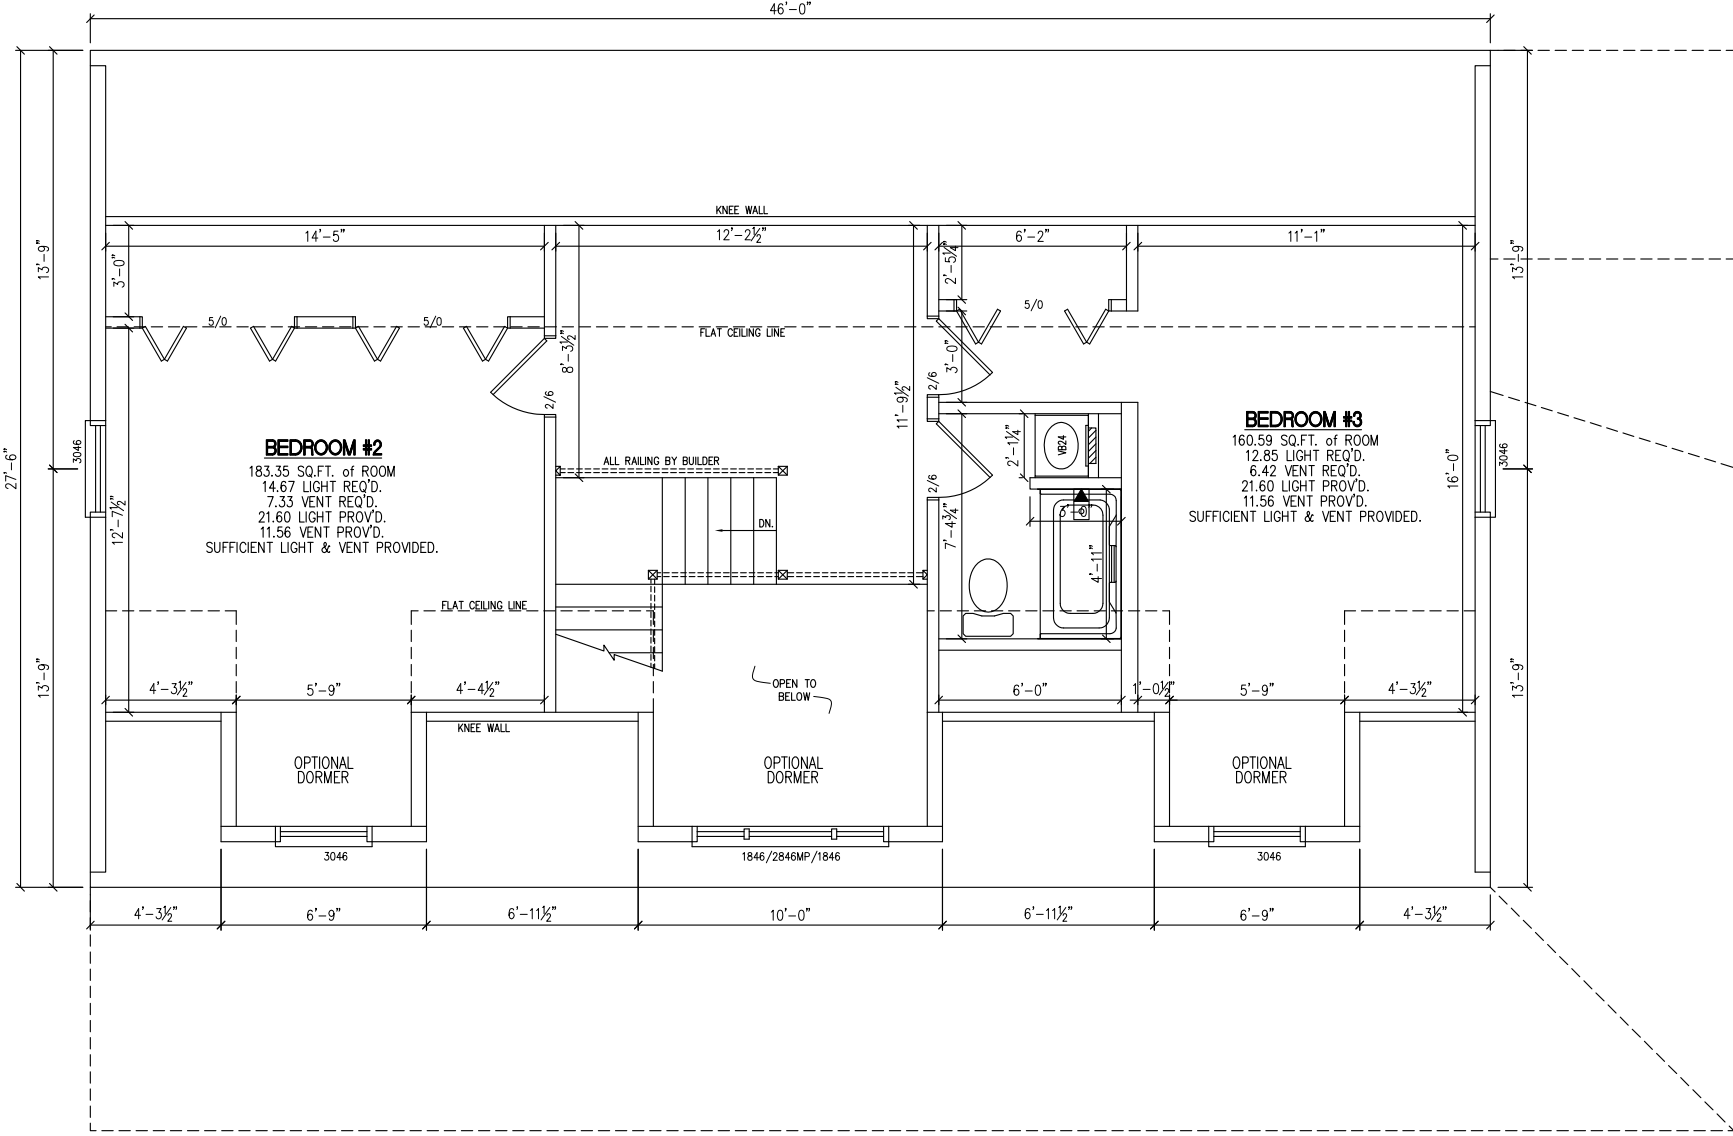 46'-0"
KNEE WALL
14'-5"
12'-2½"
6'-2"
11'-1"
13'-9"
3'-0"
2'-5¼"
13'-9"
5/0
5/0
5/0
FLAT CEILING LINE
8'-3½"
3'-0"
2/6
2/6
11'-9½"
BEDROOM #2
183.35 SQ.FT. of ROOM
14.67 LIGHT REQ'D.
7.33 VENT REQ'D.
21.60 LIGHT PROV'D.
11.56 VENT PROV'D.
SUFFICIENT LIGHT & VENT PROVIDED.
BEDROOM #3
160.59 SQ.FT. of ROOM
12.85 LIGHT REQ'D.
6.42 VENT REQ'D.
21.60 LIGHT PROV'D.
11.56 VENT PROV'D.
SUFFICIENT LIGHT & VENT PROVIDED.
27'-6"
3046
12'-7½"
ALL RAILING BY BUILDER
2'-1¼"
VB24
2/6
16'-0"
3046
DN.
7'-4¾"
4'-11"
FLAT CEILING LINE
13'-9"
13'-9"
4'-3½"
5'-9"
4'-4½"
OPEN TO
BELOW
6'-0"
1'-0½"
5'-9"
4'-3½"
KNEE WALL
OPTIONAL
DORMER
OPTIONAL
DORMER
OPTIONAL
DORMER
3046
1846/2846MP/1846
3046
4'-3½"
6'-9"
6'-11½"
10'-0"
6'-11½"
6'-9"
4'-3½"